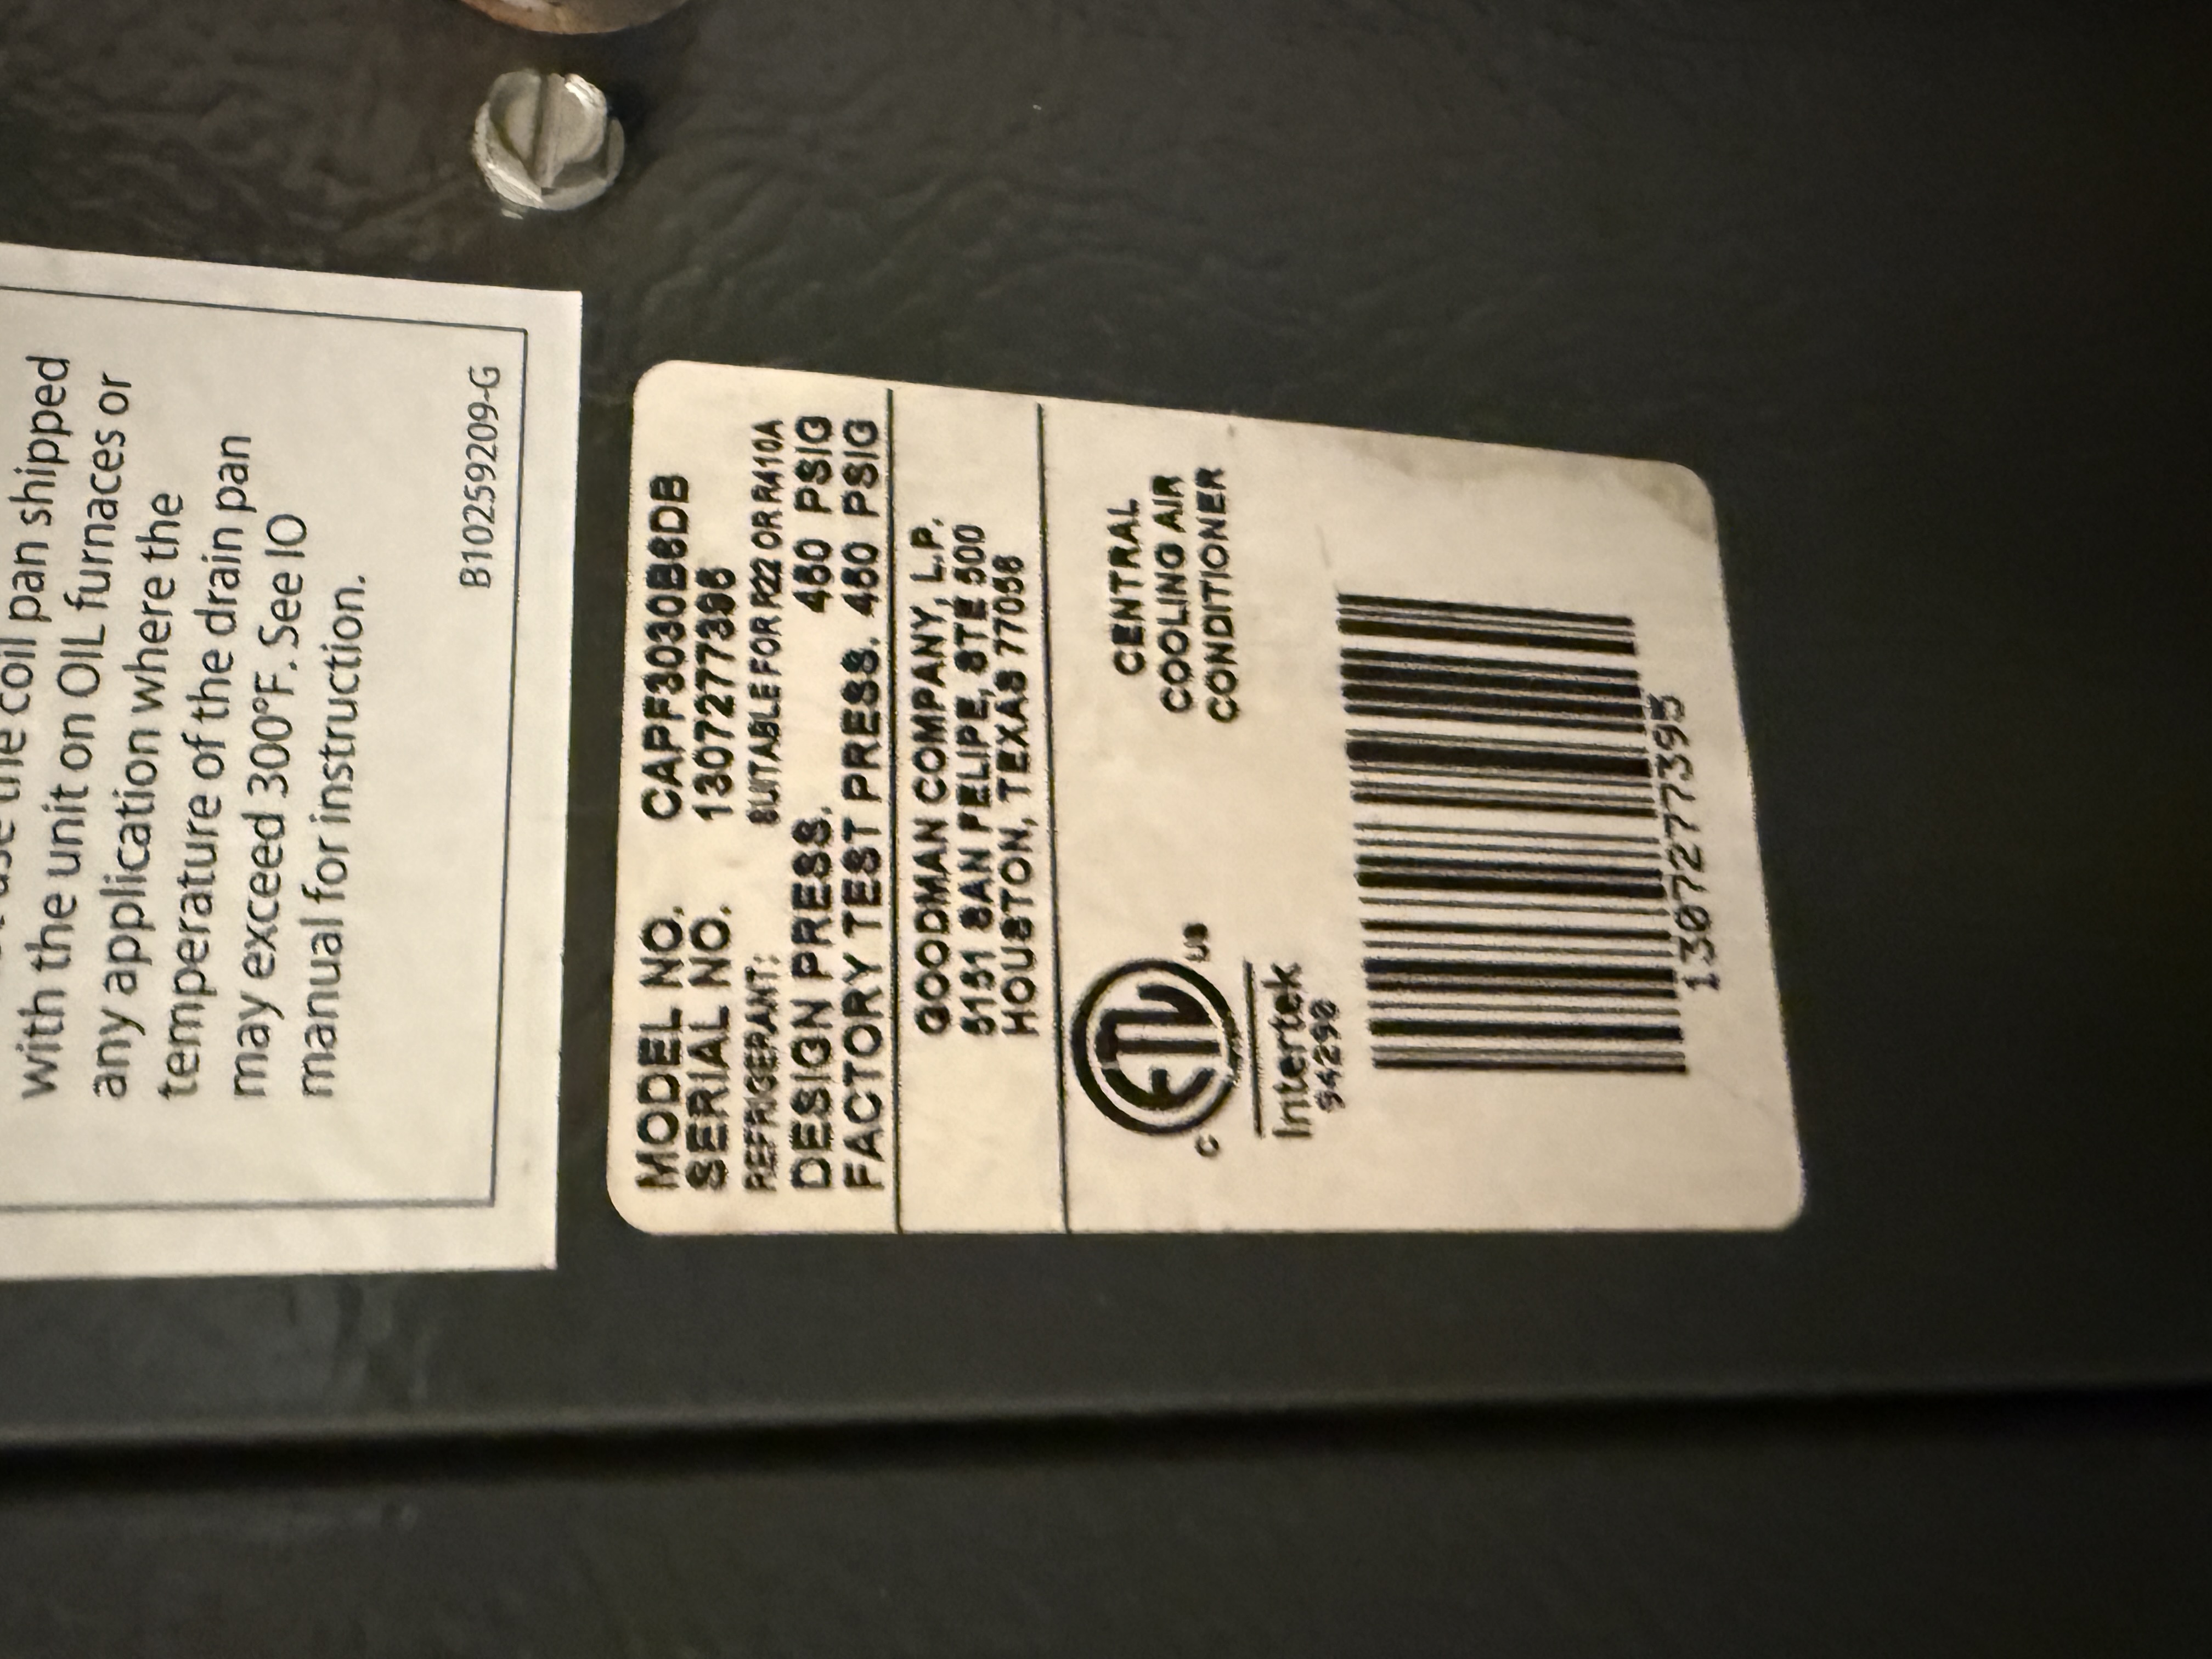 with the unit on OIL furnaces or
any application where the
temperature of the drain pan
may exceed 300°F. See IO
manual for instruction.
B10259209-G
MODEL NO. CAPF3030B6DB
SERIAL NO. 1307277395
REFRIGERANT: SUITABLE FOR R22 OR R410A
DESIGN PRESS. 450 PSIG
FACTORY TEST PRESS. 450 PSIG
GOODMAN COMPANY, L.P.
5151 SAN FELIPE, STE 500
HOUSTON, TEXAS 77056
C ETL US
Intertek
94290
CENTRAL
COOLING AIR
CONDITIONER
1307277395